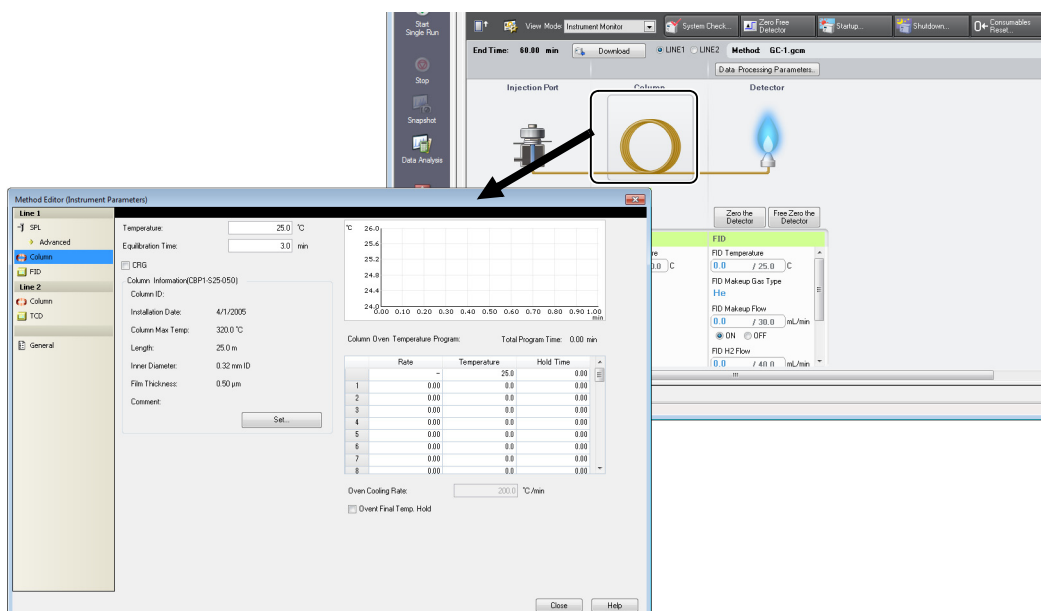 Start
Single Run
Stop
Snapshot
Data Analysis
View Mode Instrument Monitor System Check... Zero Free Detector Startup... Shutdown... Consumables Reset...
End Time: 60.00 min Download LINE1 LINE2 Method: GC-1.gcm
Data Processing Parameters..
Injection Port Column Detector
Zero the Detector Free Zero the Detector
FID
FID Temperature
0.0 / 25.0 C
FID Makeup Gas Type
He
FID Makeup Flow
0.0 / 30.0 mL/min
ON OFF
FID H2 Flow
0.0 / 40.0 mL/min
C
Method Editor (Instrument Parameters)
Line 1
SPL
Advanced
Column
FID
Line 2
Column
TCD
General
Temperature: 25.0 °C
Equilibration Time: 3.0 min
CRG
Column Information(CBP1-S25-050)
Column ID:
Installation Date: 4/1/2005
Column Max Temp: 320.0 °C
Length: 25.0 m
Inner Diameter: 0.32 mm ID
Film Thickness: 0.50 µm
Comment:
Set...
°C 26.0
25.6
25.2
24.8
24.4
24.0
0.00 0.10 0.20 0.30 0.40 0.50 0.60 0.70 0.80 0.90 1.00
min
Column Oven Temperature Program: Total Program Time: 0.00 min
Rate Temperature Hold Time
- 25.0 0.00
1 0.00 0.0 0.00
2 0.00 0.0 0.00
3 0.00 0.0 0.00
4 0.00 0.0 0.00
5 0.00 0.0 0.00
6 0.00 0.0 0.00
7 0.00 0.0 0.00
8 0.00 0.0 0.00
Oven Cooling Rate: 200.0 °C/min
Ovent Final Temp. Hold
Close Help